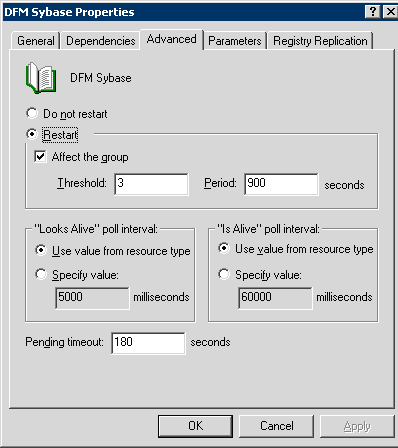 DFM Sybase Properties
General Dependencies Advanced Parameters Registry Replication
DFM Sybase
Do not restart
Restart
Affect the group
Threshold: 3 Period: 900 seconds
"Looks Alive" poll interval: "Is Alive" poll interval:
Use value from resource type Use value from resource type
Specify value: Specify value:
5000 milliseconds 60000 milliseconds
Pending timeout: 180 seconds
OK Cancel Apply